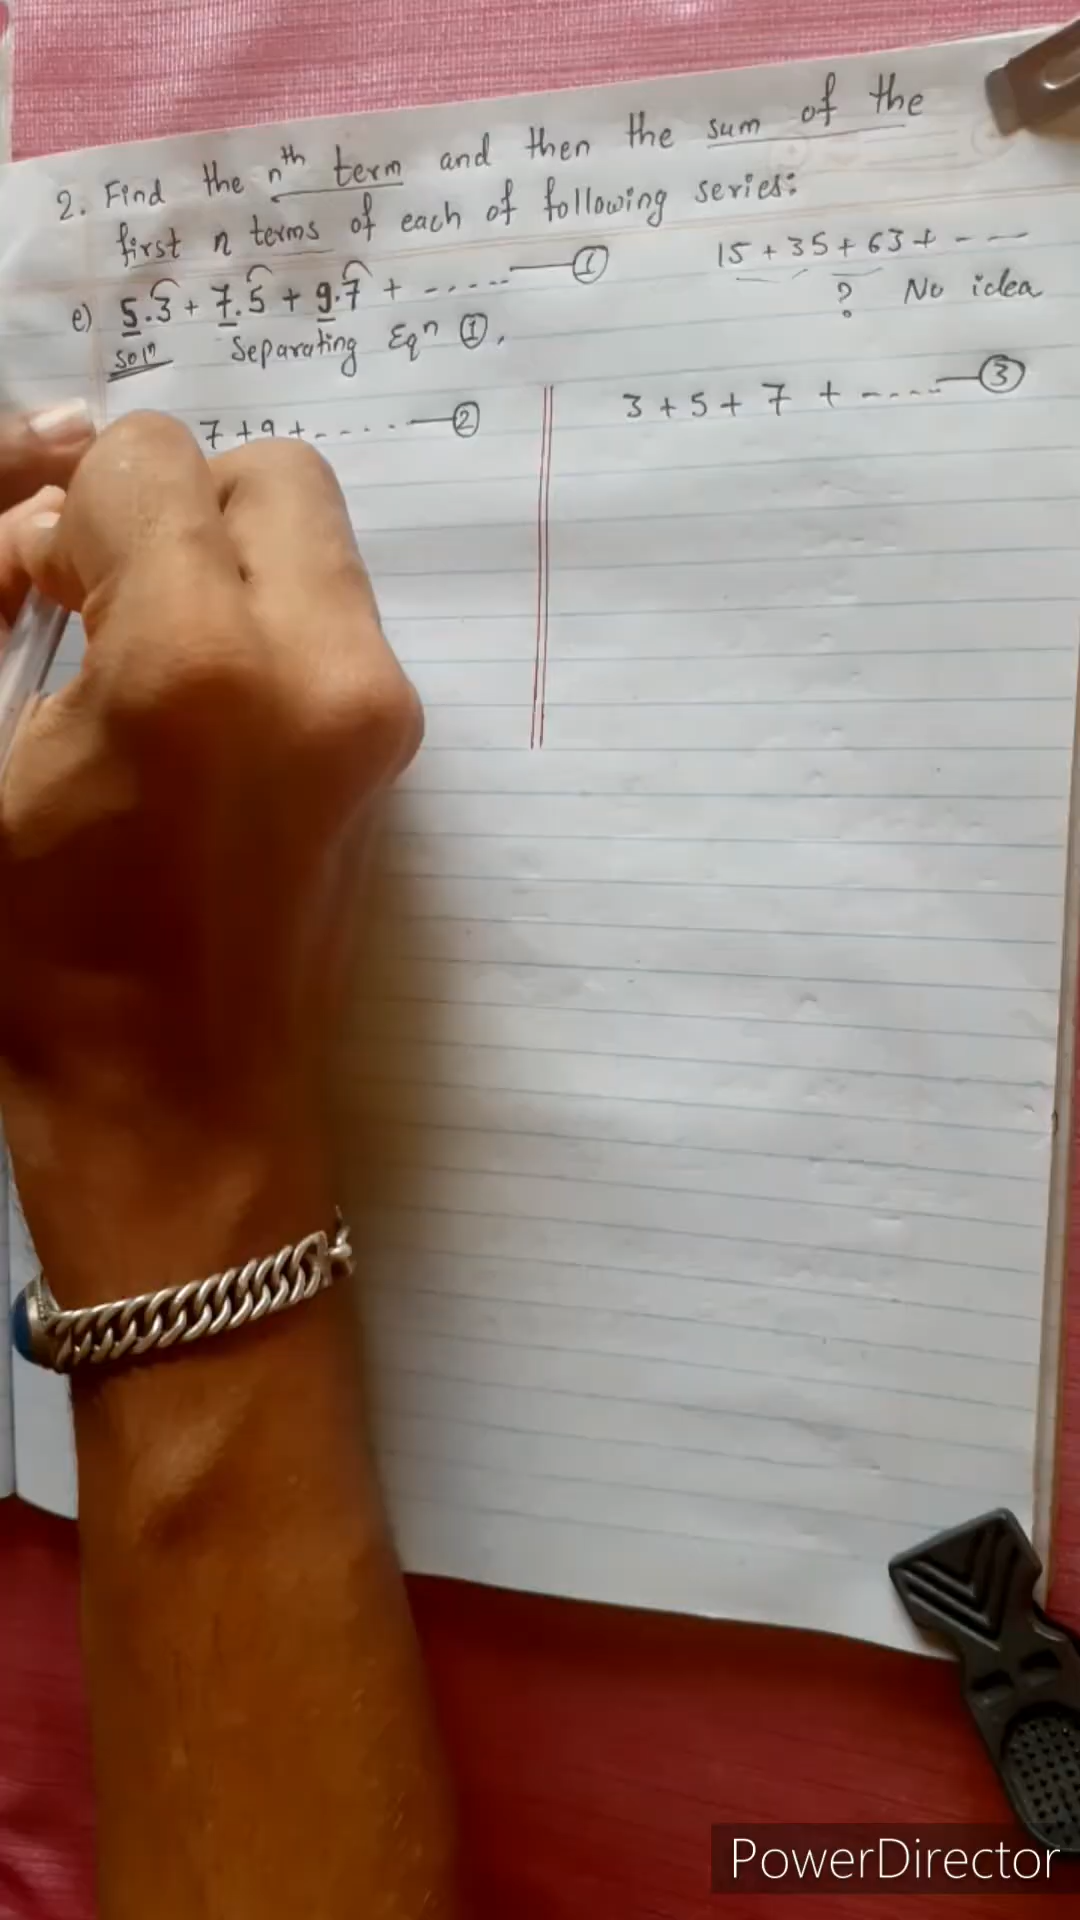 2. Find the nth term and then the sum of the
first n terms of each of following series:
e) 5.3 + 7.5 + 9.7 + ...... —①
15 + 35 + 63 + - - -
? No idea
Soln Separating Eqn ①,
7 + 9 + - - - - —②
3 + 5 + 7 + - - - - —③
PowerDirector